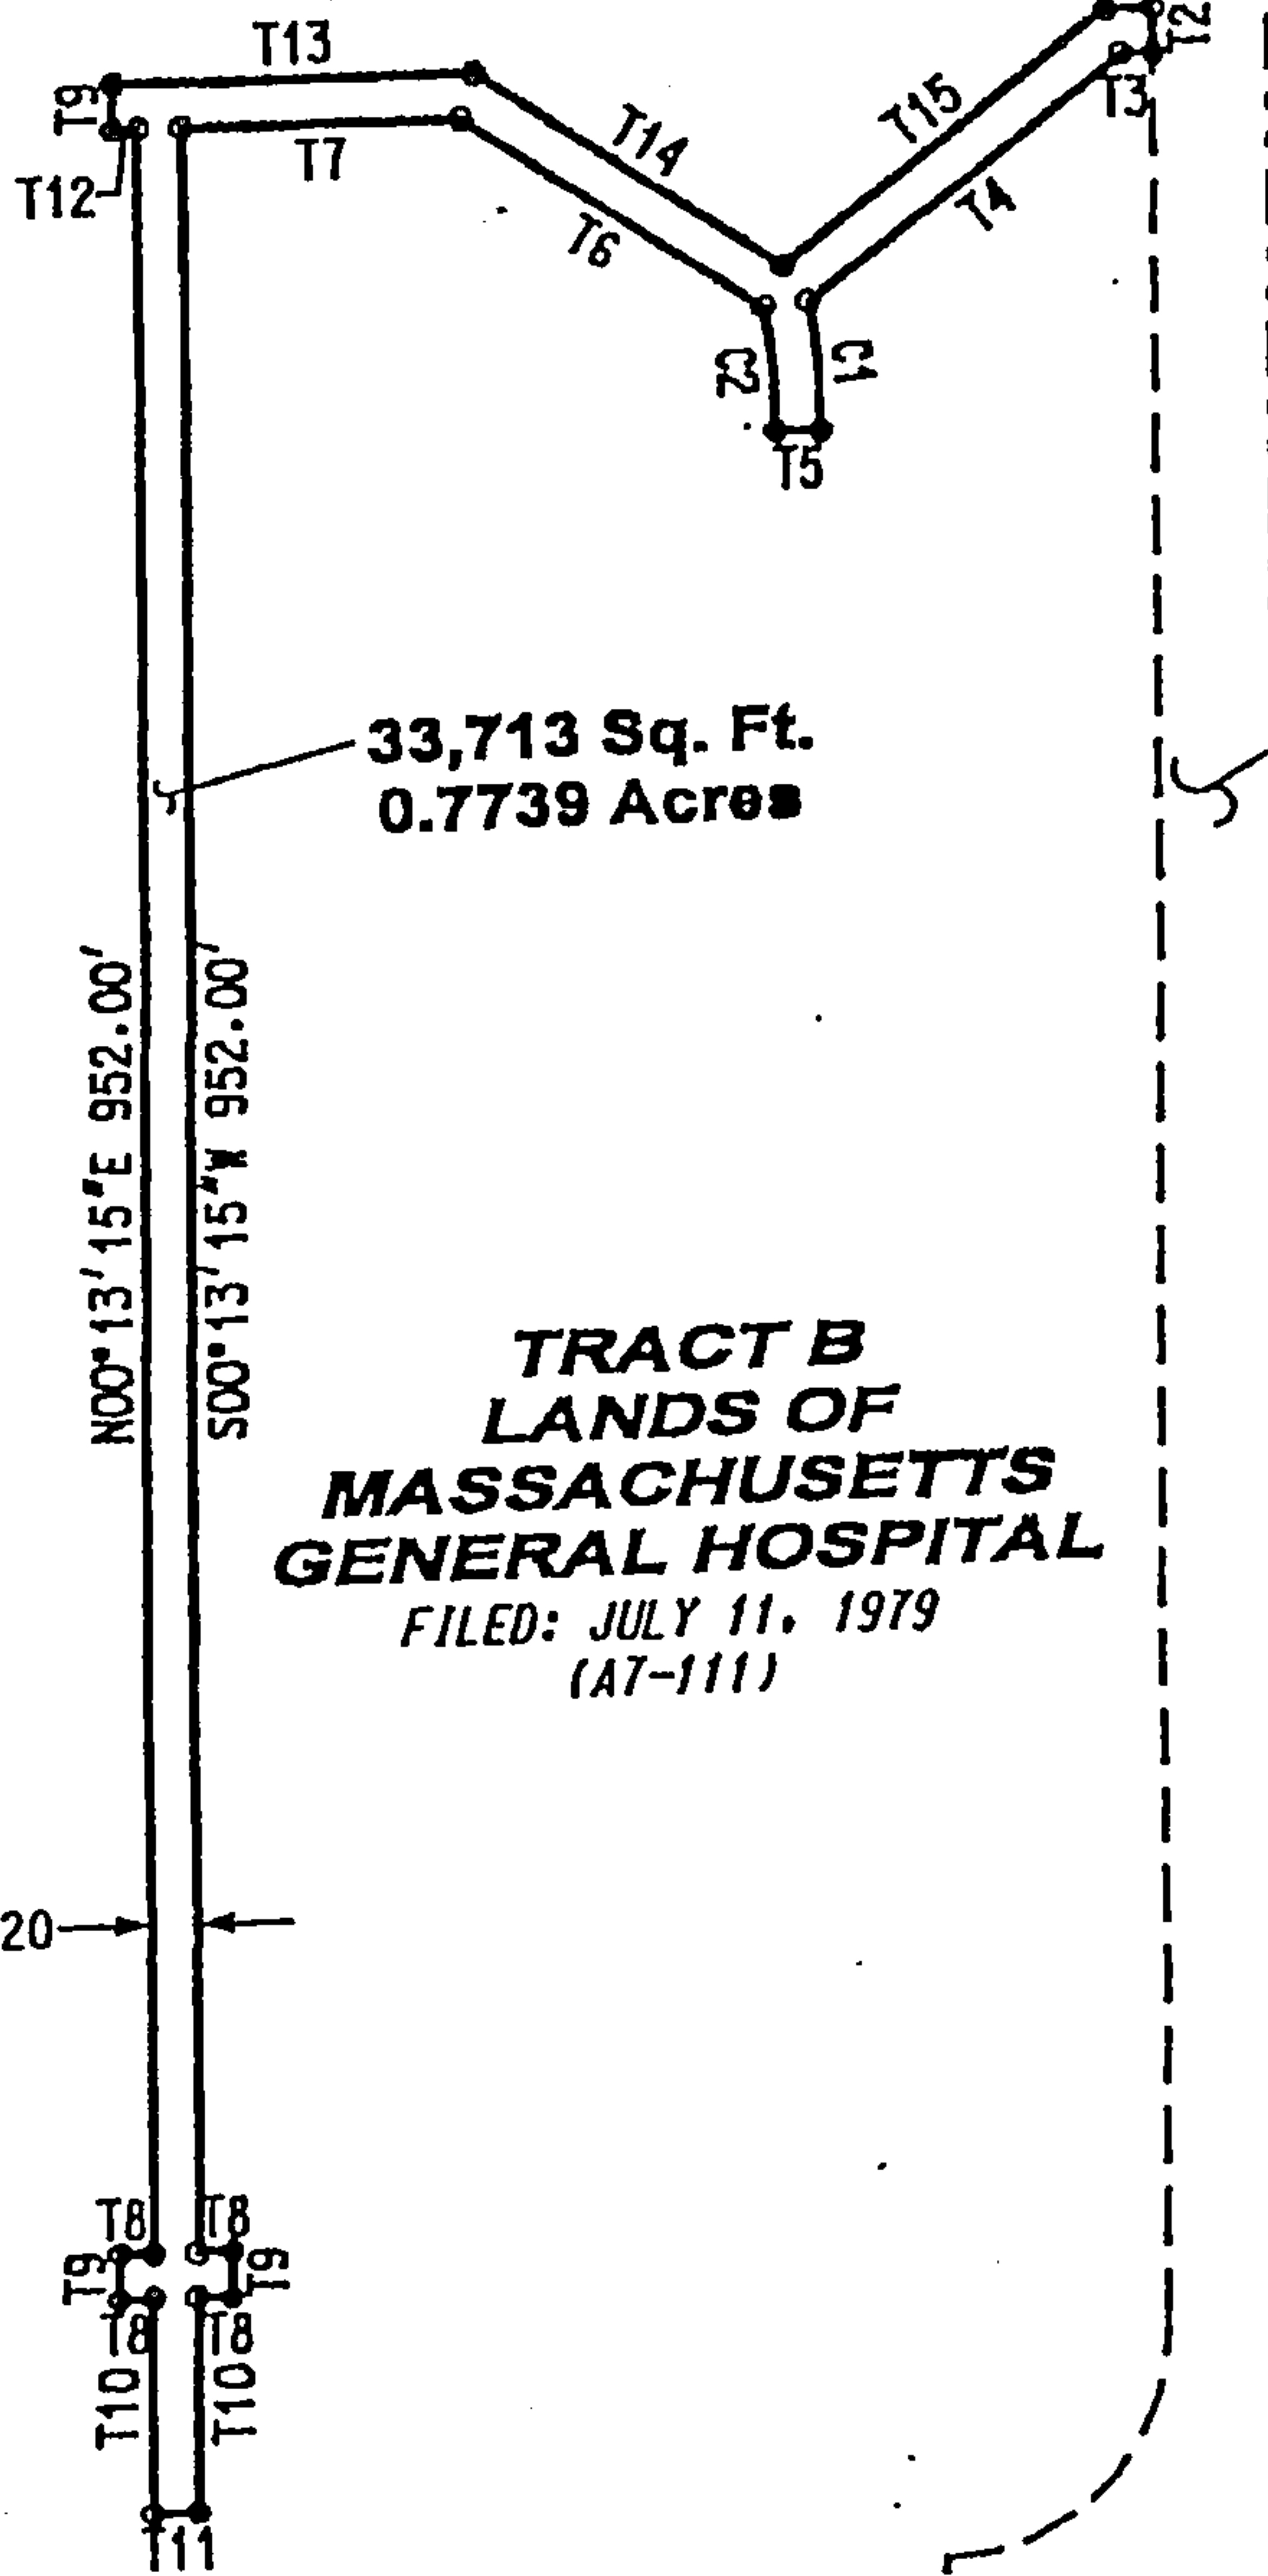 T2
T13
T9
T3
T15
T14
T7
T12
T4
T6
C3
C1
T5
33,713 Sq. Ft.
0.7739 Acres
N00°13'15"E 952.00'
S00°13'15"W 952.00'
TRACT B
LANDS OF
MASSACHUSETTS
GENERAL HOSPITAL
FILED: JULY 11, 1979
(A7-111)
20
T8
T8
T9
T9
T8
T8
T10
T10
T11